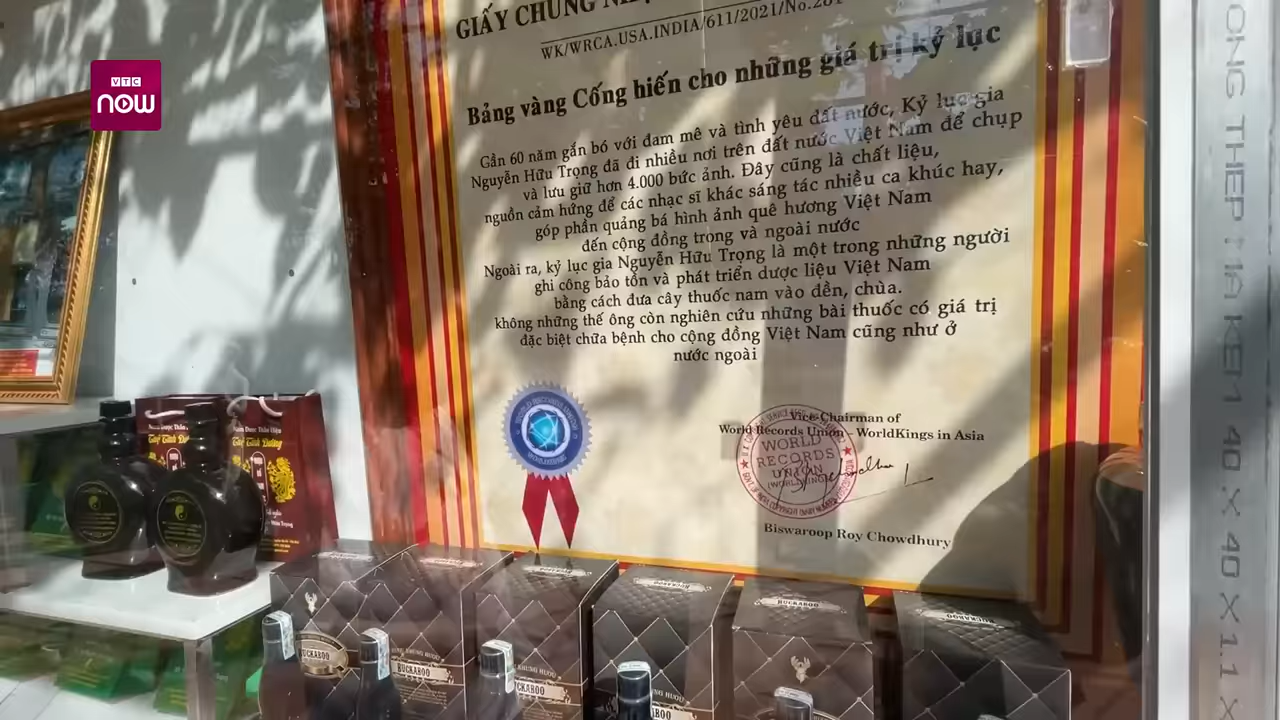 VTC
now
GIẤY CHỨNG
WK/WRCA.USA.INDIA/611/2021/No.281
Bảng vàng Cống hiến cho những giá trị kỷ lục
Gần 60 năm gắn bó với đam mê và tình yêu đất nước, Kỷ lục gia
Nguyễn Hữu Trọng đã đi nhiều nơi trên đất nước Việt Nam để chụp
và lưu giữ hơn 4.000 bức ảnh. Đây cũng là chất liệu,
nguồn cảm hứng để các nhạc sĩ khác sáng tác nhiều ca khúc hay,
góp phần quảng bá hình ảnh quê hương Việt Nam
đến cộng đồng trong và ngoài nước
Ngoài ra, kỷ lục gia Nguyễn Hữu Trọng là một trong những người
ghi công bảo tồn và phát triển dược liệu Việt Nam
bằng cách đưa cây thuốc nam vào đền, chùa.
không những thế ông còn nghiên cứu những bài thuốc có giá trị
đặc biệt chữa bệnh cho cộng đồng Việt Nam cũng như ở
nước ngoài
Vice-Chairman of
World Records Union - WorldKings in Asia
WORLD
RECORDS
UNION
(WORLDKINGS)
Biswaroop Roy Chowdhury
BUCKABOO
BUCKABOO
BUCKABOO
BUCKABOO
40 X 40 X 1.1 X